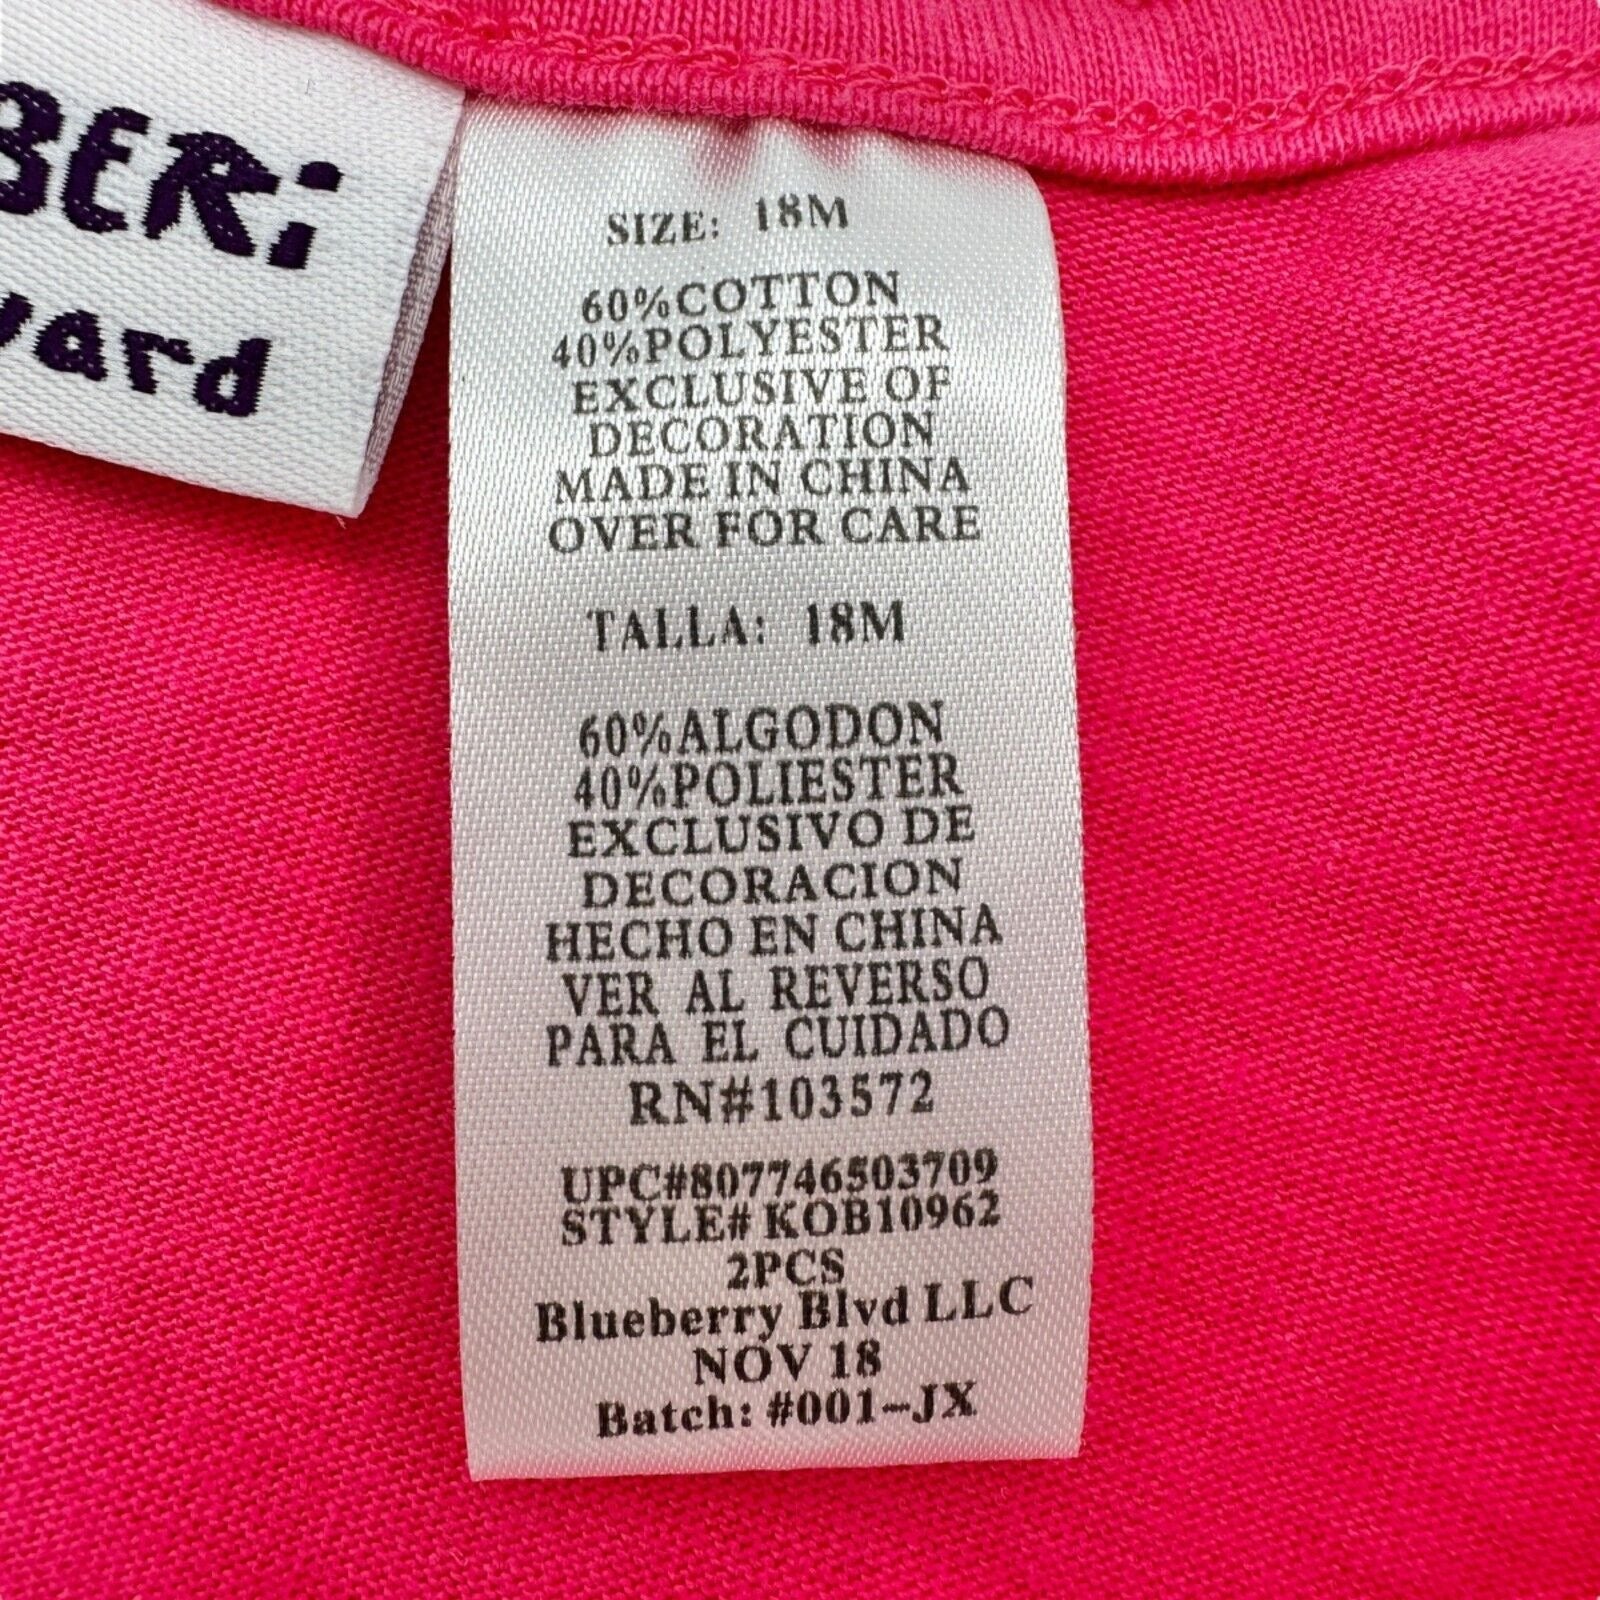 BERi
vard
SIZE: 18M
60%COTTON
40%POLYESTER
EXCLUSIVE OF
DECORATION
MADE IN CHINA
OVER FOR CARE
TALLA: 18M
60%ALGODON
40%POLIESTER
EXCLUSIVO DE
DECORACION
HECHO EN CHINA
VER AL REVERSO
PARA EL CUIDADO
RN#103572
UPC#807746503709
STYLE# KOB10962
2PCS
Blueberry Blvd LLC
NOV 18
Batch: #001-JX